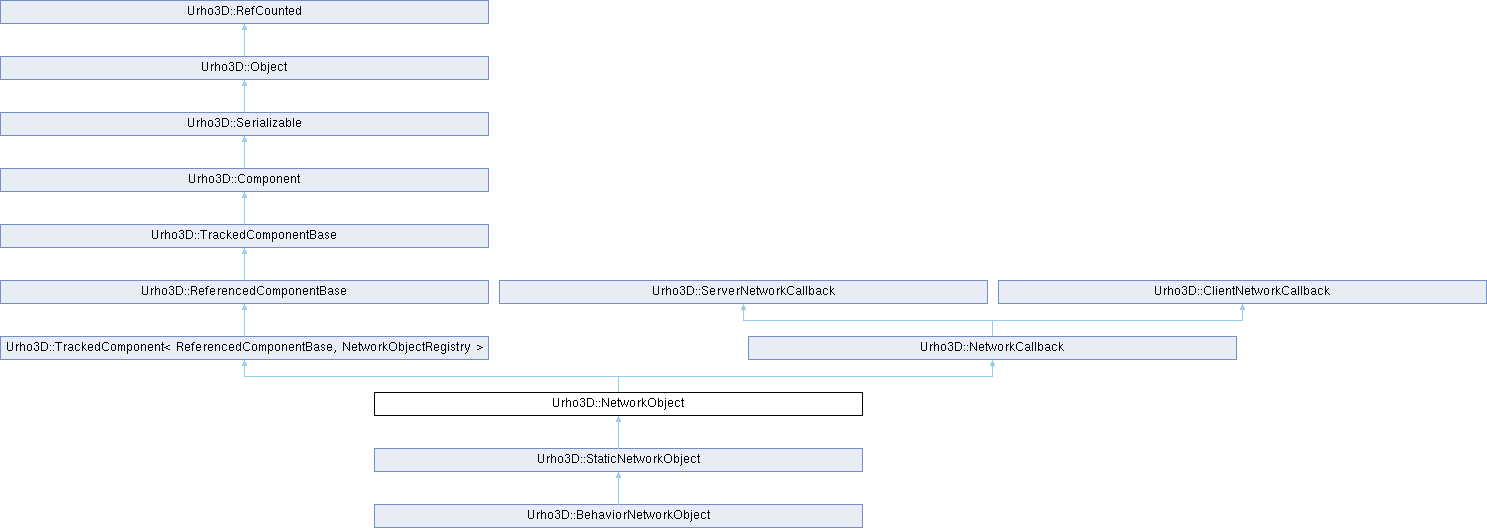 Urho3D::RefCounted
Urho3D::Object
Urho3D::Serializable
Urho3D::Component
Urho3D::TrackedComponentBase
Urho3D::ReferencedComponentBase
Urho3D::ServerNetworkCallback
Urho3D::ClientNetworkCallback
Urho3D::TrackedComponent< ReferencedComponentBase, NetworkObjectRegistry >
Urho3D::NetworkCallback
Urho3D::NetworkObject
Urho3D::StaticNetworkObject
Urho3D::BehaviorNetworkObject